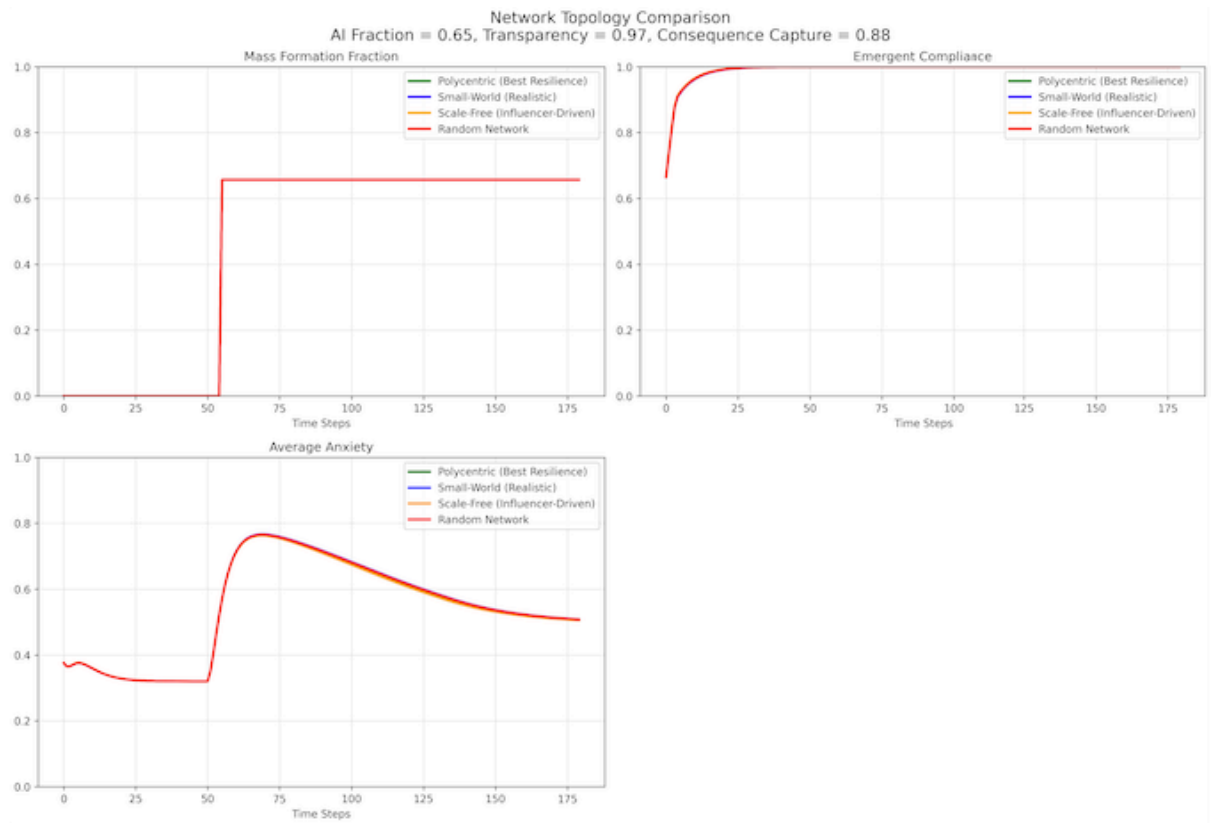 Network Topology Comparison
AI Fraction = 0.65, Transparency = 0.97, Consequence Capture = 0.88
Mass Formation Fraction
1.0
0.8
0.6
0.4
0.2
0.0
Polycentric (Best Resilience)
Small-World (Realistic)
Scale-Free (Influencer-Driven)
Random Network
0 25 50 75 100 125 150 175
Time Steps
Emergent Compliance
1.0
0.8
0.6
0.4
0.2
0.0
Polycentric (Best Resilience)
Small-World (Realistic)
Scale-Free (Influencer-Driven)
Random Network
0 25 50 75 100 125 150 175
Time Steps
Average Anxiety
1.0
0.8
0.6
0.4
0.2
0.0
Polycentric (Best Resilience)
Small-World (Realistic)
Scale-Free (Influencer-Driven)
Random Network
0 25 50 75 100 125 150 175
Time Steps